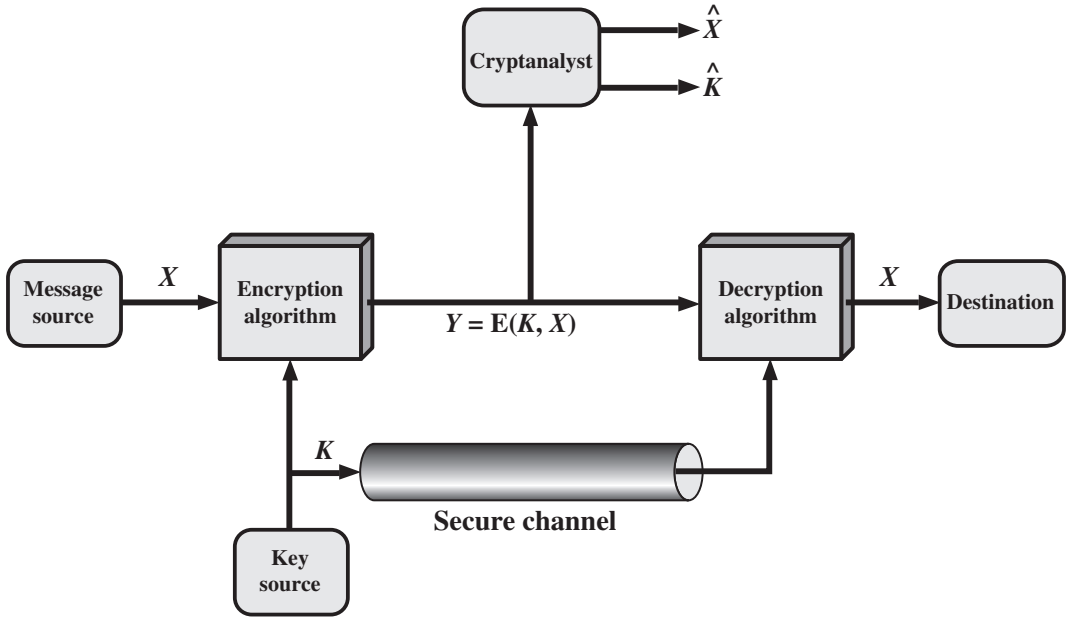 X̂
Cryptanalyst
K̂
Message
source
X
Encryption
algorithm
Y = E(K, X)
Decryption
algorithm
X
Destination
K
Secure channel
Key
source